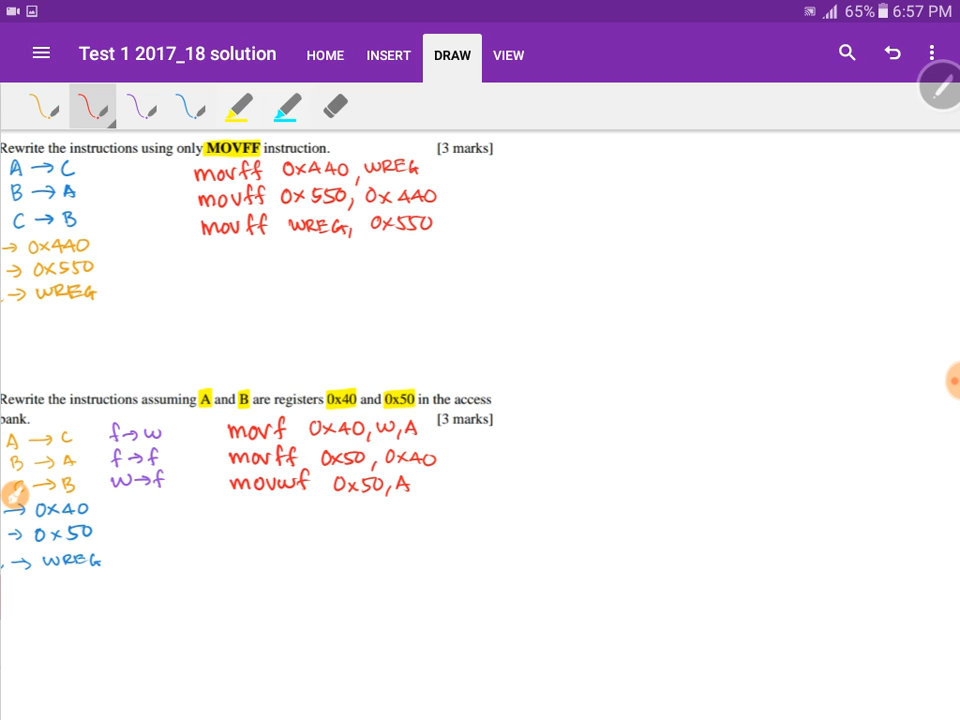 65% 6:57 PM
Test 1 2017_18 solution HOME INSERT DRAW VIEW
Rewrite the instructions using only MOVFF instruction. [3 marks]
A → C movff 0x440, WREG
B → A movff 0x550, 0x440
C → B movff WREG, 0x550
→ 0x440
→ 0x550
→ WREG
Rewrite the instructions assuming A and B are registers 0x40 and 0x50 in the access
bank. [3 marks]
A → C f→w movf 0x40, W, A
B → A f→f movff 0x50, 0x40
→ B w→f movwf 0x50, A
→ 0x40
→ 0x50
→ WREG